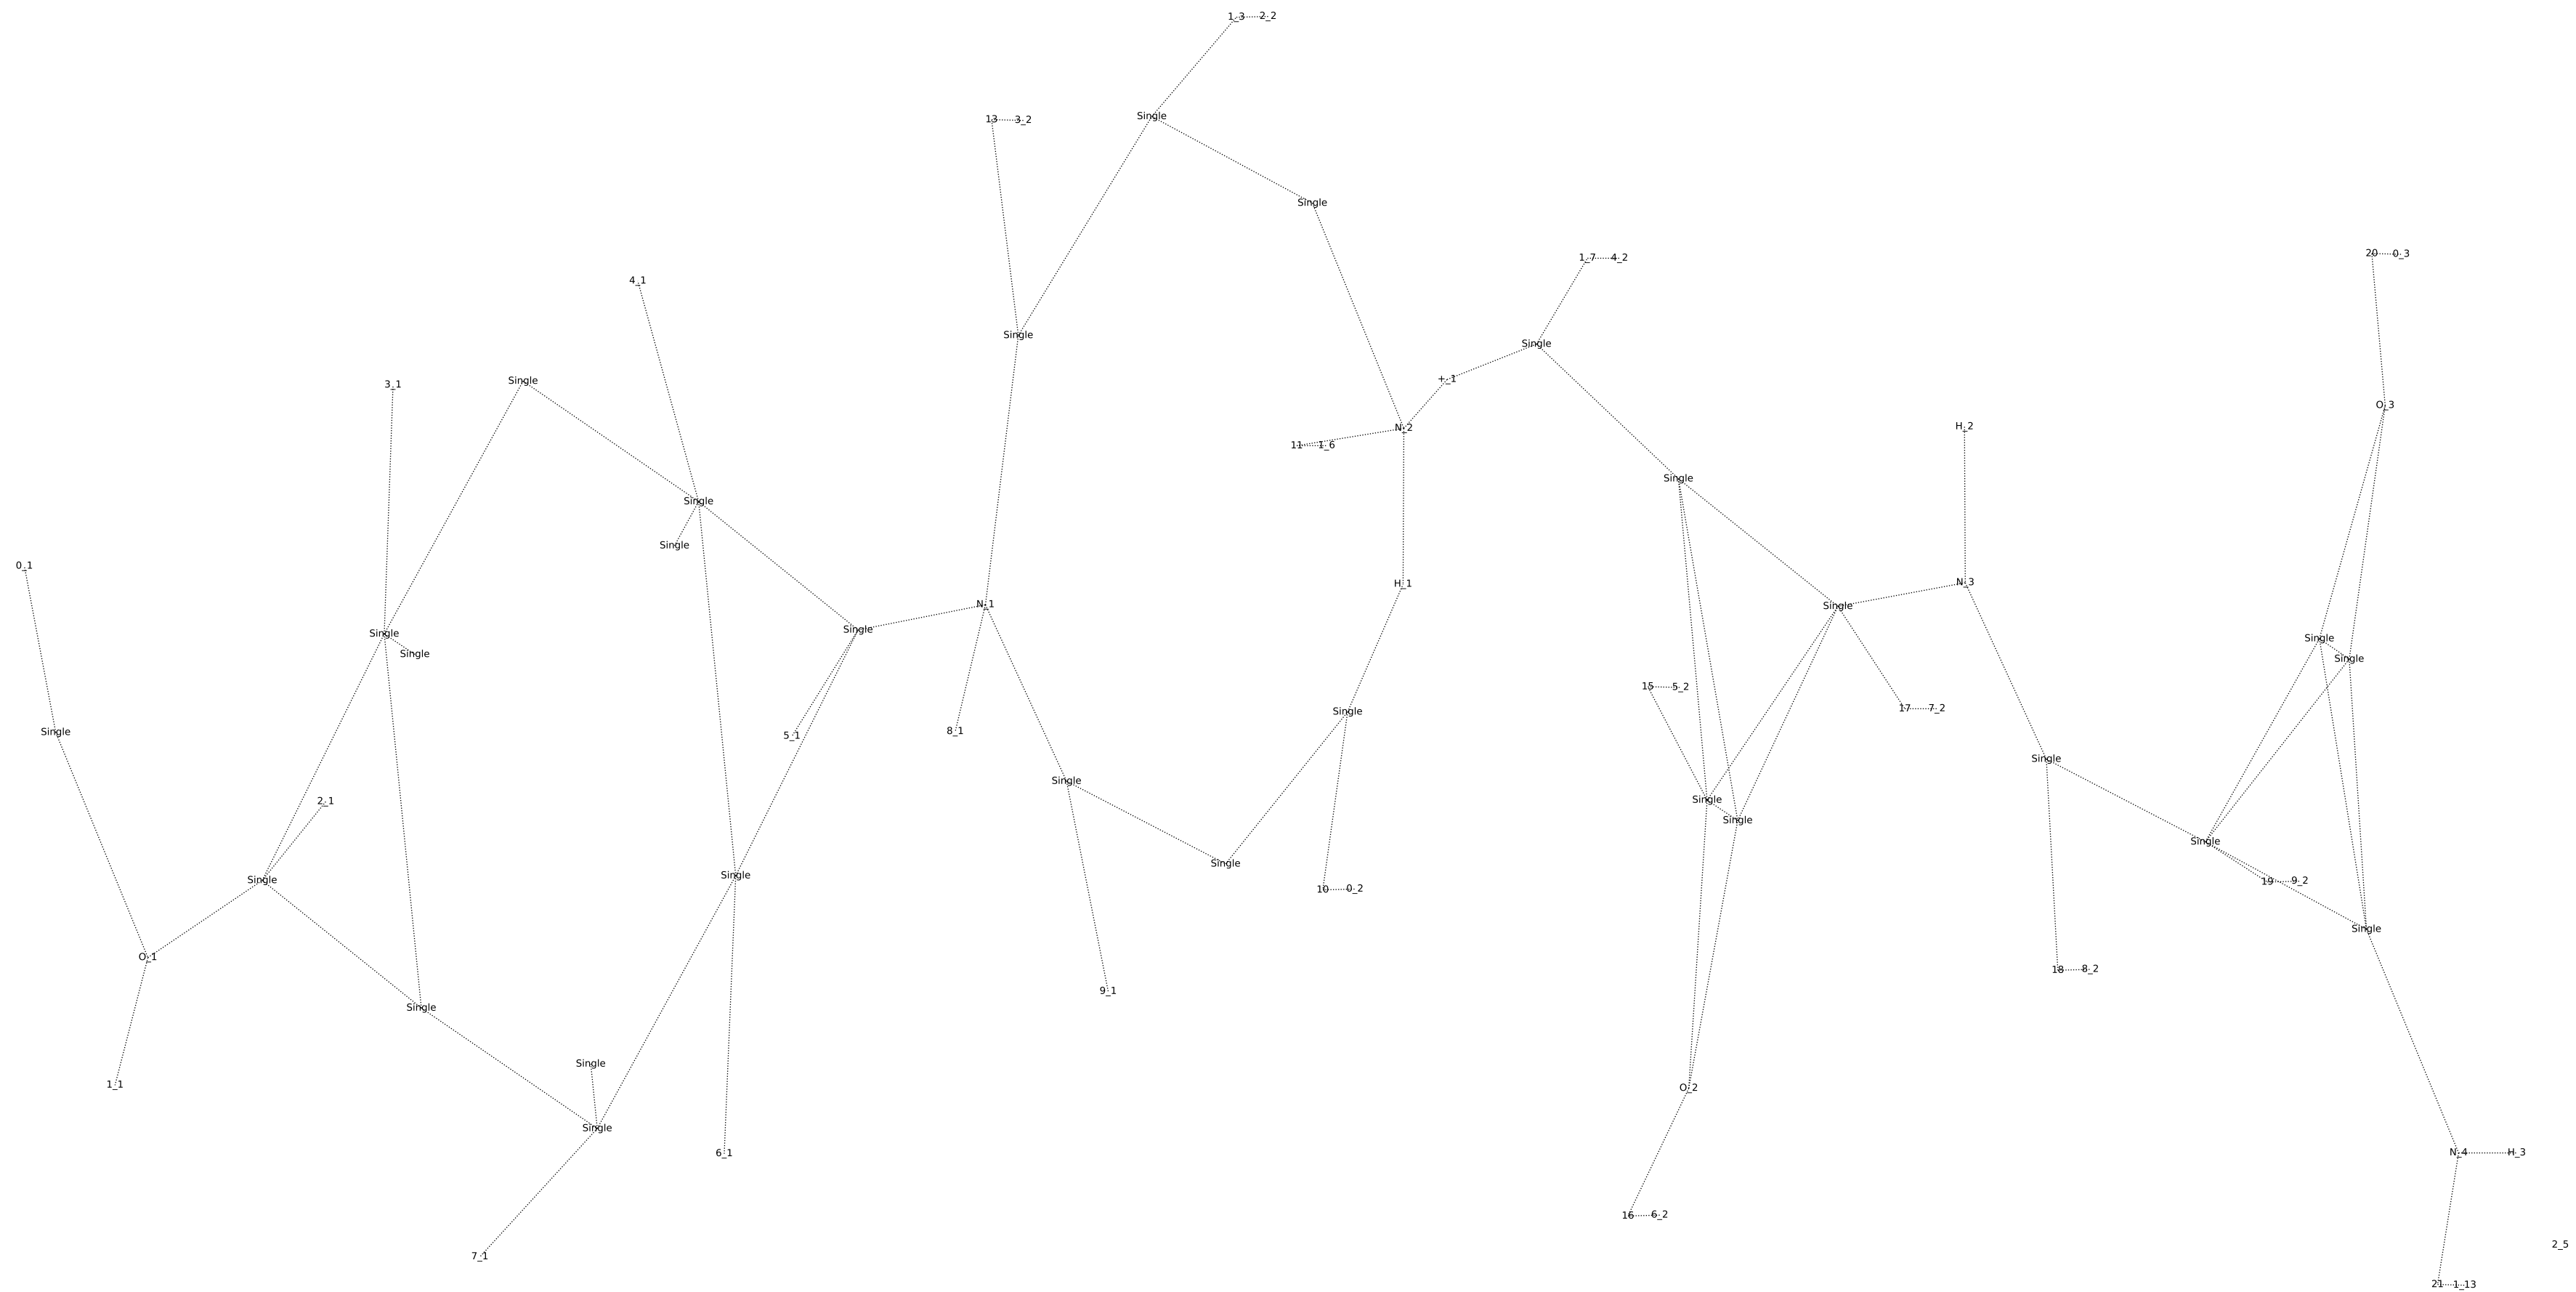 1_3 2_2
Single
13 3_2
Single
20 0_3
1_7 4_2
4_1
Single
Single
+_1
Single
3_1
O_3
H_2
N_2
11 1_6
Single
Single
Single
0_1
N_3
H_1
N_1
Single
Single
Single
Single
Single
Single
15 5_2
17 7_2
Single
8_1
Single
5_1
Single
Single
2_1
Single
Single
Single
Single
Single
Single
19 9_2
10 0_2
Single
O_1
18 8_2
9_1
Single
Single
1_1
O_2
Single
N_4 H_3
6_1
16 6_2
2_5
7_1
21 1_13